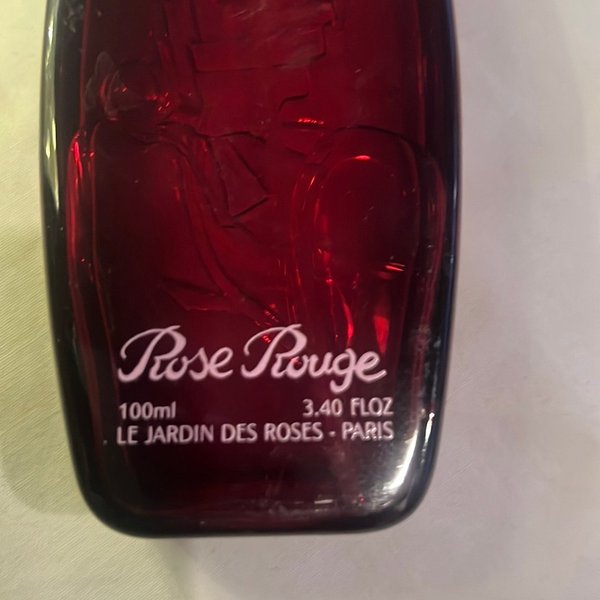 Rose Rouge
100ml 3.40 FLOZ
LE JARDIN DES ROSES - PARIS